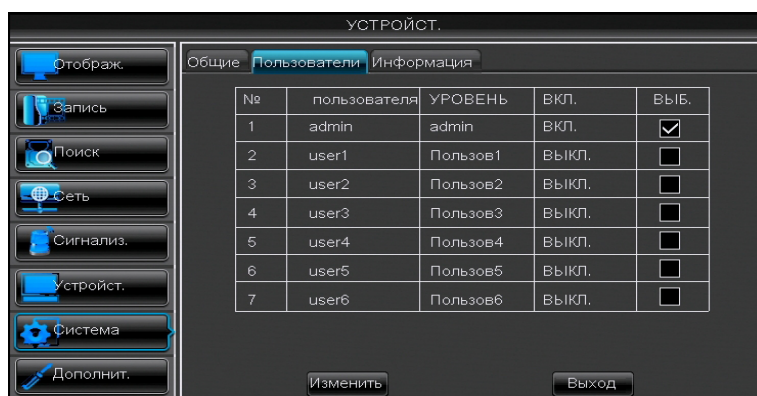 УСТРОЙСТ.
Отображ.
Запись
Поиск
Сеть
Сигнализ.
Устройст.
Система
Дополнит.
Общие Пользователи Информация
№ пользователя УРОВЕНЬ ВКЛ. ВЫБ.
1 admin admin ВКЛ.
2 user1 Пользов1 ВЫКЛ.
3 user2 Пользов2 ВЫКЛ.
4 user3 Пользов3 ВЫКЛ.
5 user4 Пользов4 ВЫКЛ.
6 user5 Пользов5 ВЫКЛ.
7 user6 Пользов6 ВЫКЛ.
Изменить Выход